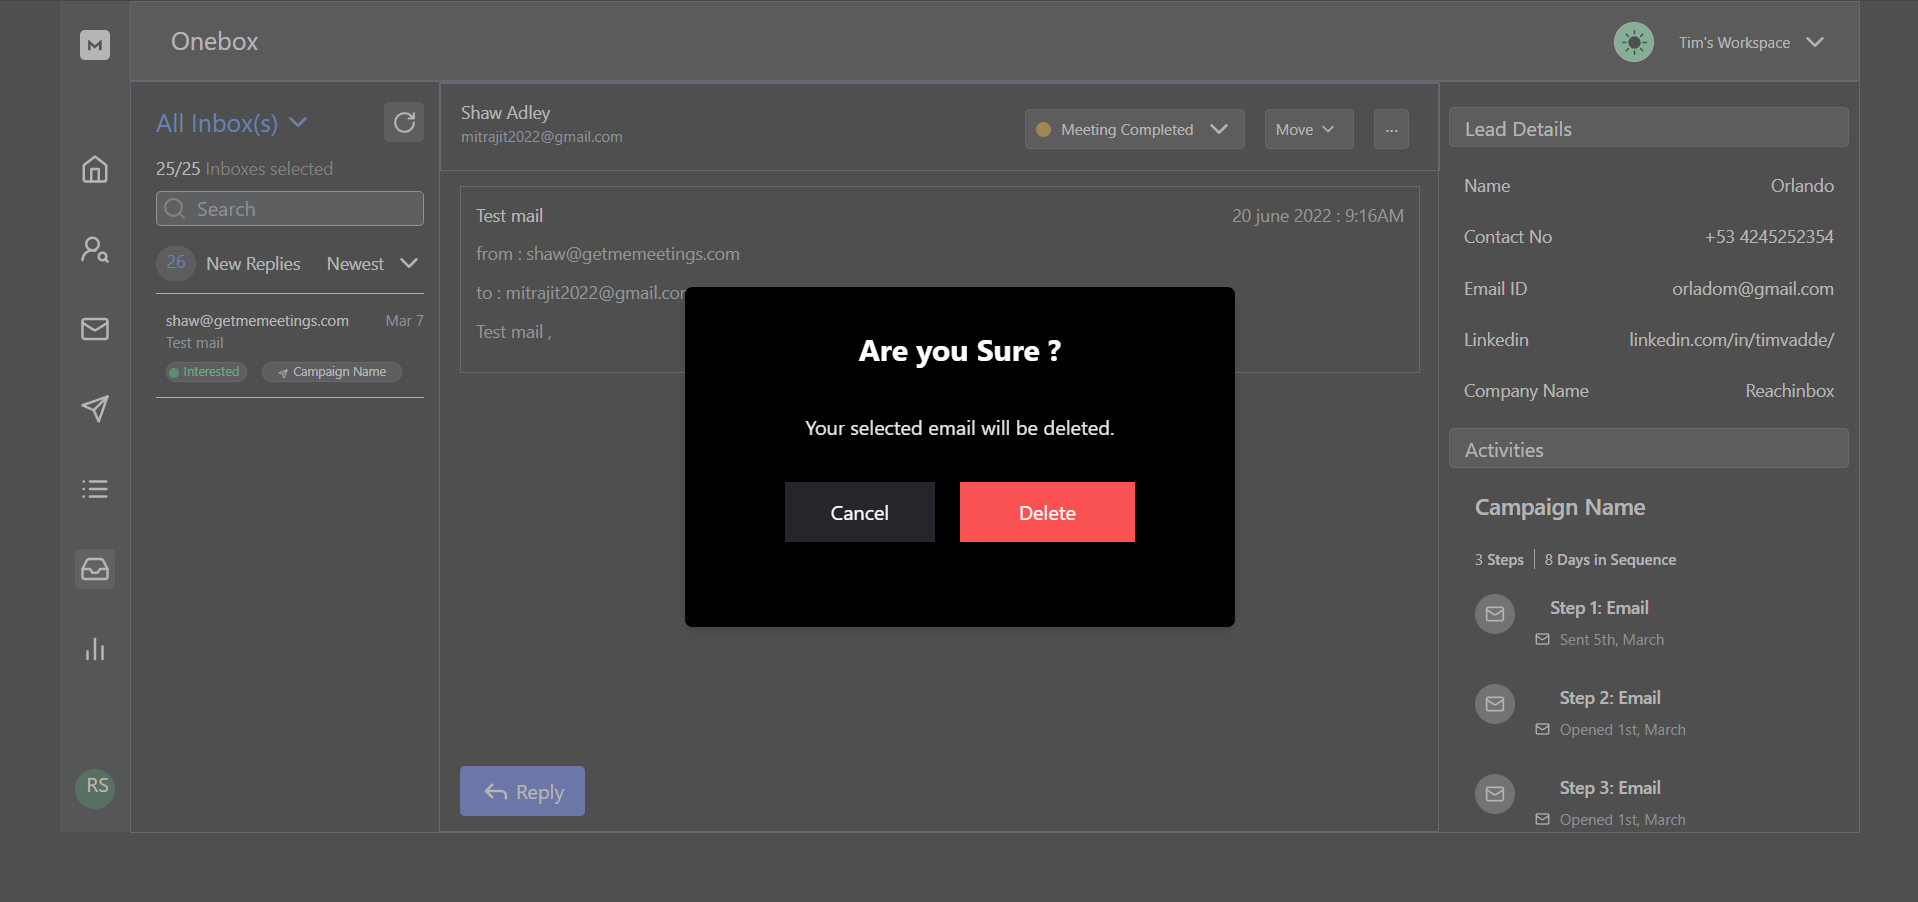 M
Onebox
Tim's Workspace
All Inbox(s)
25/25 Inboxes selected
Search
26 New Replies Newest
shaw@getmemeetings.com Mar 7
Test mail
Interested Campaign Name
RS
Shaw Adley
mitrajit2022@gmail.com
Meeting Completed
Move
...
Test mail 20 june 2022 : 9:16AM
from : shaw@getmemeetings.com
to : mitrajit2022@gmail.cor
Test mail ,
Are you Sure ?
Your selected email will be deleted.
Cancel Delete
Reply
Lead Details
Name Orlando
Contact No +53 4245252354
Email ID orladom@gmail.com
Linkedin linkedin.com/in/timvadde/
Company Name Reachinbox
Activities
Campaign Name
3 Steps 8 Days in Sequence
Step 1: Email
Sent 5th, March
Step 2: Email
Opened 1st, March
Step 3: Email
Opened 1st, March